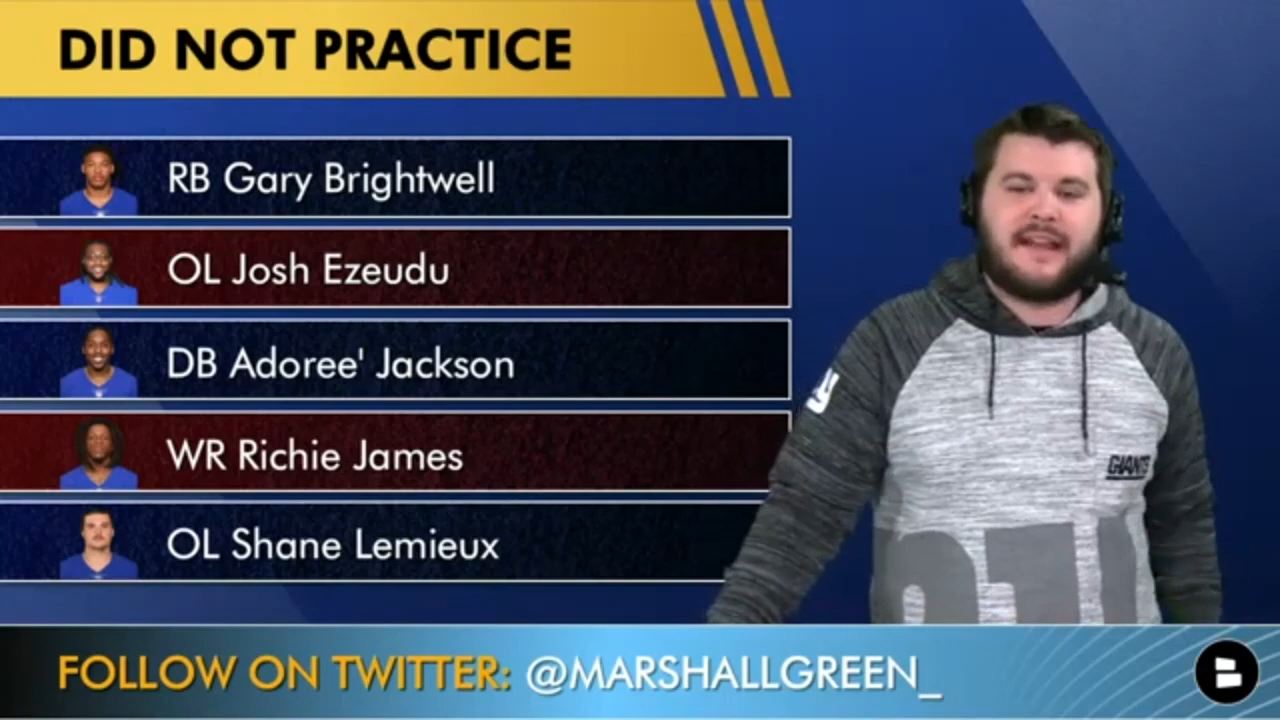 DID NOT PRACTICE
RB Gary Brightwell
OL Josh Ezeudu
DB Adoree' Jackson
WR Richie James
OL Shane Lemieux
ny
GIANTS
FOLLOW ON TWITTER: @MARSHALLGREEN_